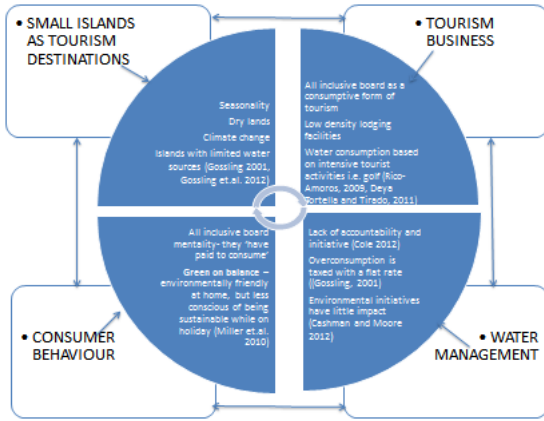 • SMALL ISLANDS
AS TOURISM
DESTINATIONS
• TOURISM
BUSINESS
Seasonality
Dry lands
Climate change
Islands with limited water
sources (Gossling 2001,
Gossling et.al. 2012)
All inclusive board as a
consumptive form of
tourism
Low density lodging
facilities
Water consumption based
on intensive tourist
activities i.e. golf (Rico-
Amoros, 2009, Deya
Tortella and Tirado, 2011)
All inclusive board
mentality- they 'have
paid to consume'
Green on balance –
environmentally friendly
at home, but less
conscious of being
sustainable while on
holiday (Miller et.al.
2010)
Lack of accountability and
initiative (Cole 2012)
Overconsumption is
taxed with a flat rate
((Gossling, 2001)
Environmental initiatives
have little impact
(Cashman and Moore
2012)
• CONSUMER
BEHAVIOUR
• WATER
MANAGEMENT